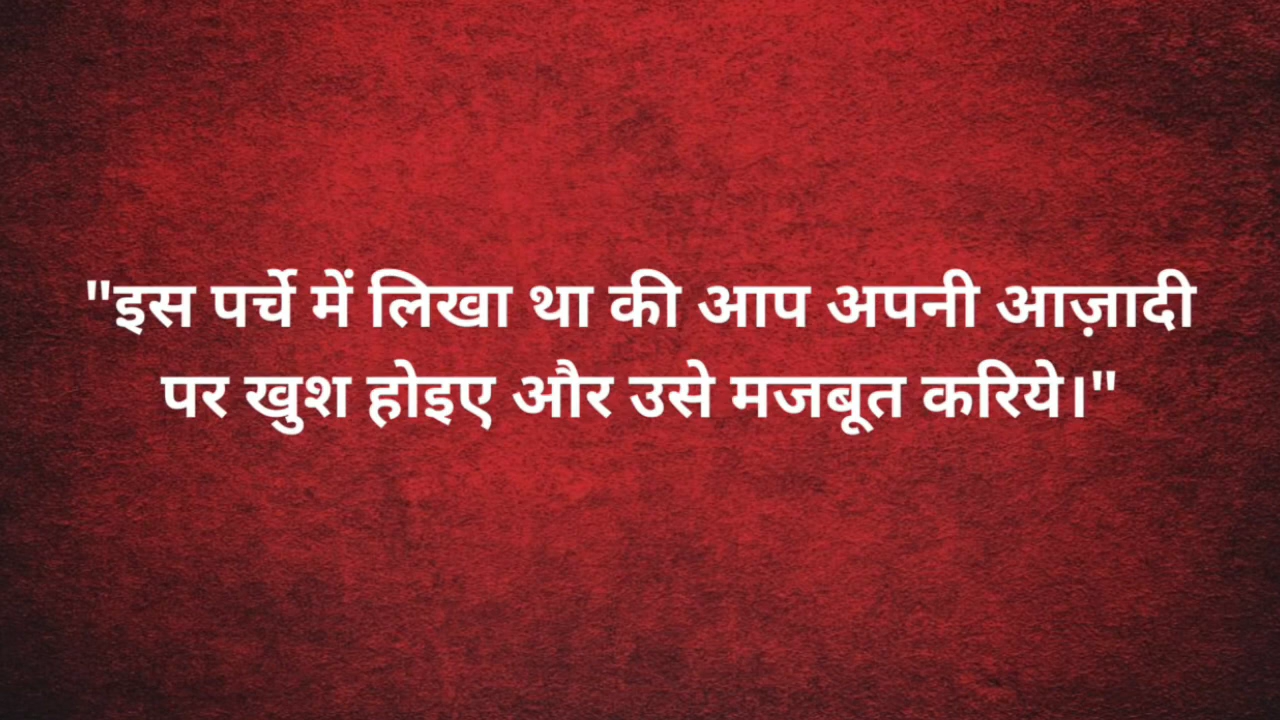 "इस पर्चे में लिखा था की आप अपनी आज़ादी
पर खुश होइए और उसे मजबूत करिये।"